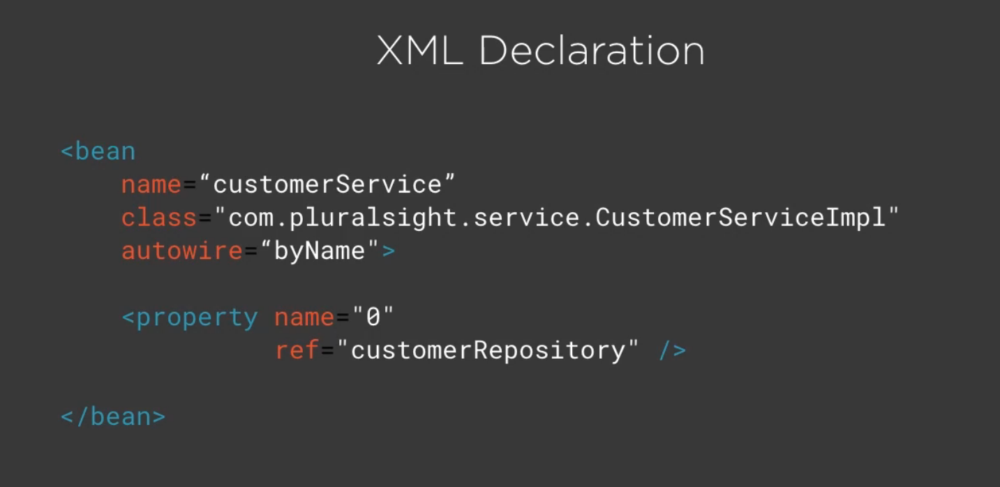 XML Declaration
<bean
name=“customerService”
class="com.pluralsight.service.CustomerServiceImpl"
autowire=“byName">
<property name="0"
ref="customerRepository" />
</bean>